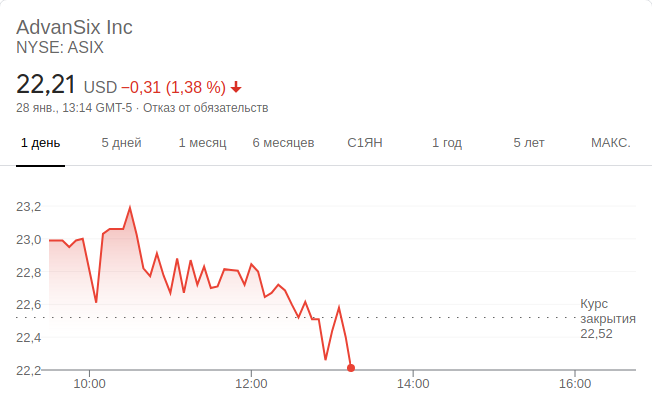 AdvanSix Inc
NYSE: ASIX
22,21 USD −0,31 (1,38 %)
28 янв., 13:14 GMT-5 · Отказ от обязательств
1 день 5 дней 1 месяц 6 месяцев С1ЯН 1 год 5 лет МАКС.
23,2
23,0
22,8
22,6
22,4
22,2
Курс
закрытия
22,52
10:00 12:00 14:00 16:00